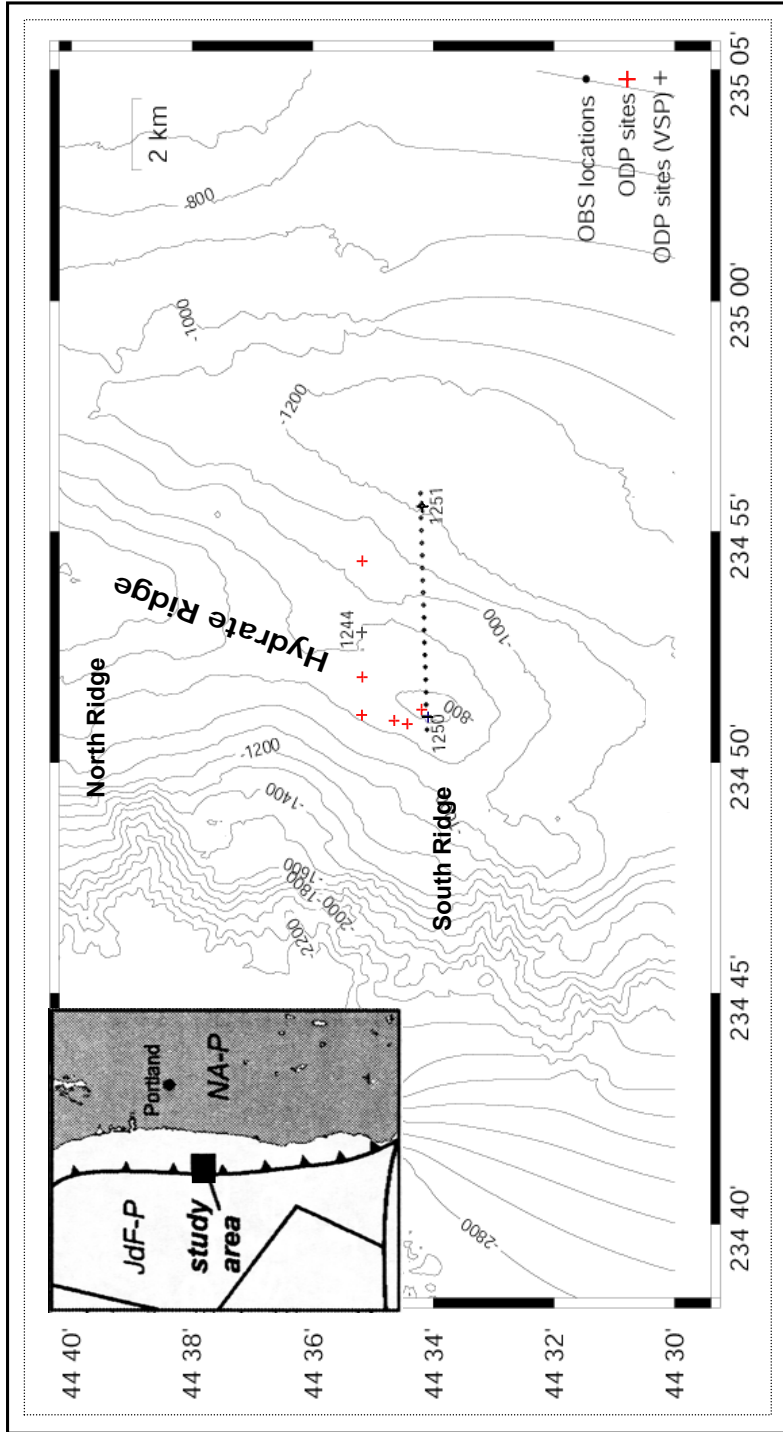 JdF-P
study
area
Portland
NA-P
North Ridge
Hydrate Ridge
South Ridge
2 km
-800
-1000
-1200
-1200
-1400
-1600
-1800
-2000
-2200
-2800
-1000
-800
1244
1250
1251
OBS locations
ODP sites
ODP sites (VSP)
44 40'
44 38'
44 36'
44 34'
44 32'
44 30'
234 40'
234 45'
234 50'
234 55'
235 00'
235 05'